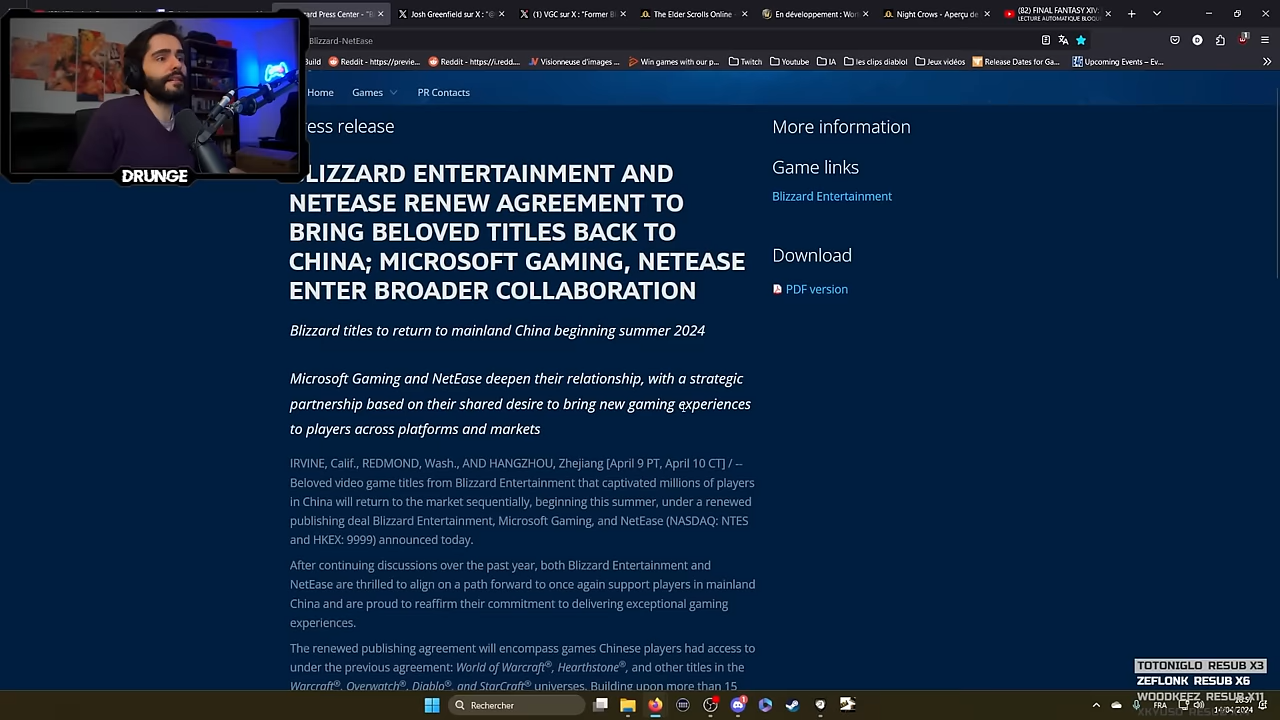 ard Press Center - "B
Josh Greenfield sur X : "@
(1) VGC sur X : "Former B
The Elder Scrolls Online
En développement : Wor
Night Crows - Aperçu de
(82) FINAL FANTASY XIV:
LECTURE AUTOMATIQUE BLOQU
Blizzard-NetEase
uild
Reddit - https://previe...
Reddit - https://i.redd...
Visionneuse d'images ...
Win games with our p...
Twitch
Youtube
IA
les clips diablol
Jeux vidéos
Release Dates for Ga...
Upcoming Events – Ev...
Home
Games
PR Contacts
DRUNGE
ress release
LIZZARD ENTERTAINMENT AND
NETEASE RENEW AGREEMENT TO
BRING BELOVED TITLES BACK TO
CHINA; MICROSOFT GAMING, NETEASE
ENTER BROADER COLLABORATION
Blizzard titles to return to mainland China beginning summer 2024
Microsoft Gaming and NetEase deepen their relationship, with a strategic
partnership based on their shared desire to bring new gaming experiences
to players across platforms and markets
IRVINE, Calif., REDMOND, Wash., AND HANGZHOU, Zhejiang [April 9 PT, April 10 CT] / --
Beloved video game titles from Blizzard Entertainment that captivated millions of players
in China will return to the market sequentially, beginning this summer, under a renewed
publishing deal Blizzard Entertainment, Microsoft Gaming, and NetEase (NASDAQ: NTES
and HKEX: 9999) announced today.
After continuing discussions over the past year, both Blizzard Entertainment and
NetEase are thrilled to align on a path forward to once again support players in mainland
China and are proud to reaffirm their commitment to delivering exceptional gaming
experiences.
The renewed publishing agreement will encompass games Chinese players had access to
under the previous agreement: World of Warcraft®, Hearthstone®, and other titles in the
Warcraft®, Overwatch®, Diablo®, and StarCraft® universes. Building upon more than 15
More information
Game links
Blizzard Entertainment
Download
PDF version
TOTONIGLO RESUB X3
ZEFLONK RESUB X6
WOODKEEZ RESUB X11
Rechercher
FRA
14/04/2024